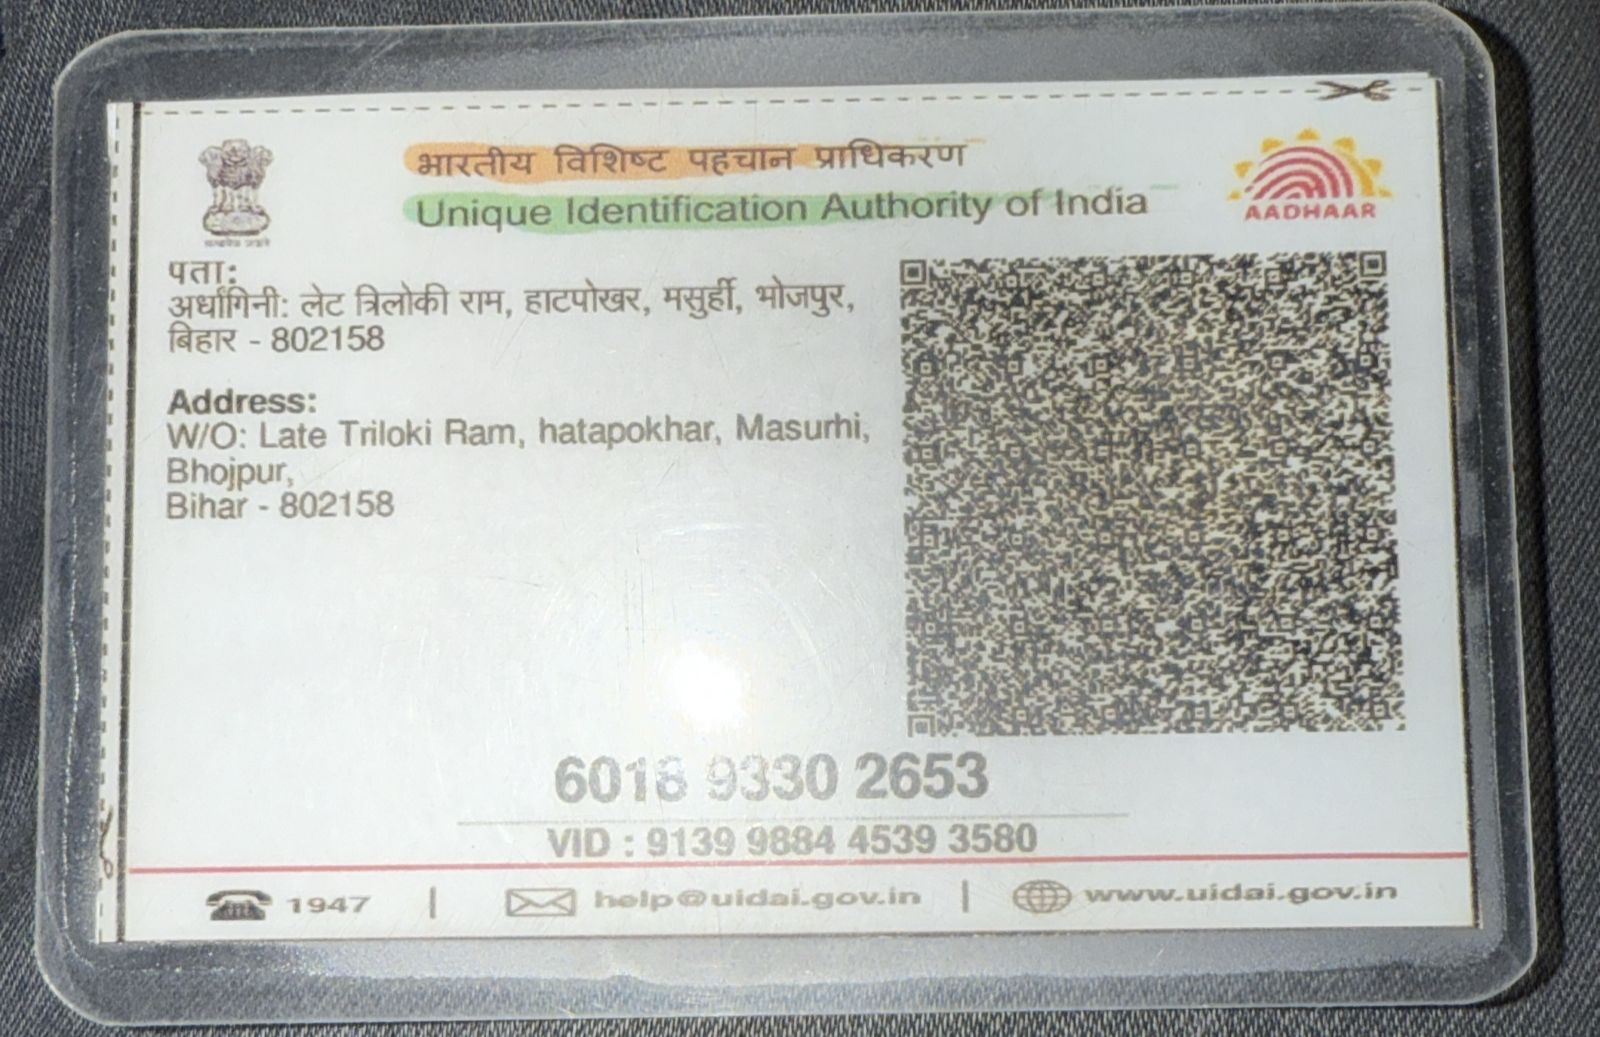 भारतीय विशिष्ट पहचान प्राधिकरण
Unique Identification Authority of India
सत्यमेव जयते
AADHAAR
पता:
अर्धांगिनी: लेट त्रिलोकी राम, हाटपोखर, मसुर्ही, भोजपुर,
बिहार - 802158
Address:
W/O: Late Triloki Ram, hatapokhar, Masurhi,
Bhojpur,
Bihar - 802158
6018 9330 2653
VID : 9139 9884 4539 3580
1947 | help@uidai.gov.in | www.uidai.gov.in